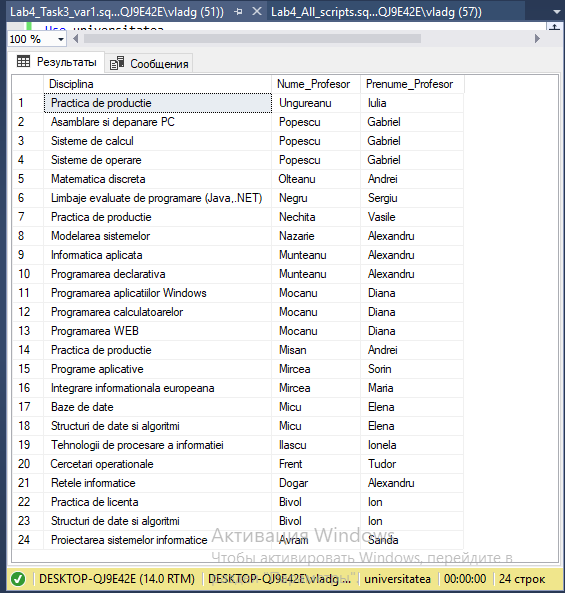 Lab4_Task3_var1.sq...QJ9E42E\vladg (51)) Lab4_All_scripts.sq...QJ9E42E\vladg (57))
Use universitatea
100 %
Результаты Сообщения
Disciplina Nume_Profesor Prenume_Profesor
1 Practica de productie Ungureanu Iulia
2 Asamblare si depanare PC Popescu Gabriel
3 Sisteme de calcul Popescu Gabriel
4 Sisteme de operare Popescu Gabriel
5 Matematica discreta Olteanu Andrei
6 Limbaje evaluate de programare (Java,.NET) Negru Sergiu
7 Practica de productie Nechita Vasile
8 Modelarea sistemelor Nazarie Alexandru
9 Informatica aplicata Munteanu Alexandru
10 Programarea declarativa Munteanu Alexandru
11 Programarea aplicatiilor Windows Mocanu Diana
12 Programarea calculatoarelor Mocanu Diana
13 Programarea WEB Mocanu Diana
14 Practica de productie Misan Andrei
15 Programe aplicative Mircea Sorin
16 Integrare informationala europeana Mircea Maria
17 Baze de date Micu Elena
18 Structuri de date si algoritmi Micu Elena
19 Tehnologii de procesare a informatiei Ilascu Ionela
20 Cercetari operationale Frent Tudor
21 Retele informatice Dogar Alexandru
22 Practica de licenta Bivol Ion
23 Structuri de date si algoritmi Bivol Ion
24 Proiectarea sistemelor informatice Avram Sanda
Активация Windows
Чтобы активировать Windows, перейдите в
DESKTOP-QJ9E42E (14.0 RTM) DESKTOP-QJ9E42E\vladg ... universitatea 00:00:00 24 строк